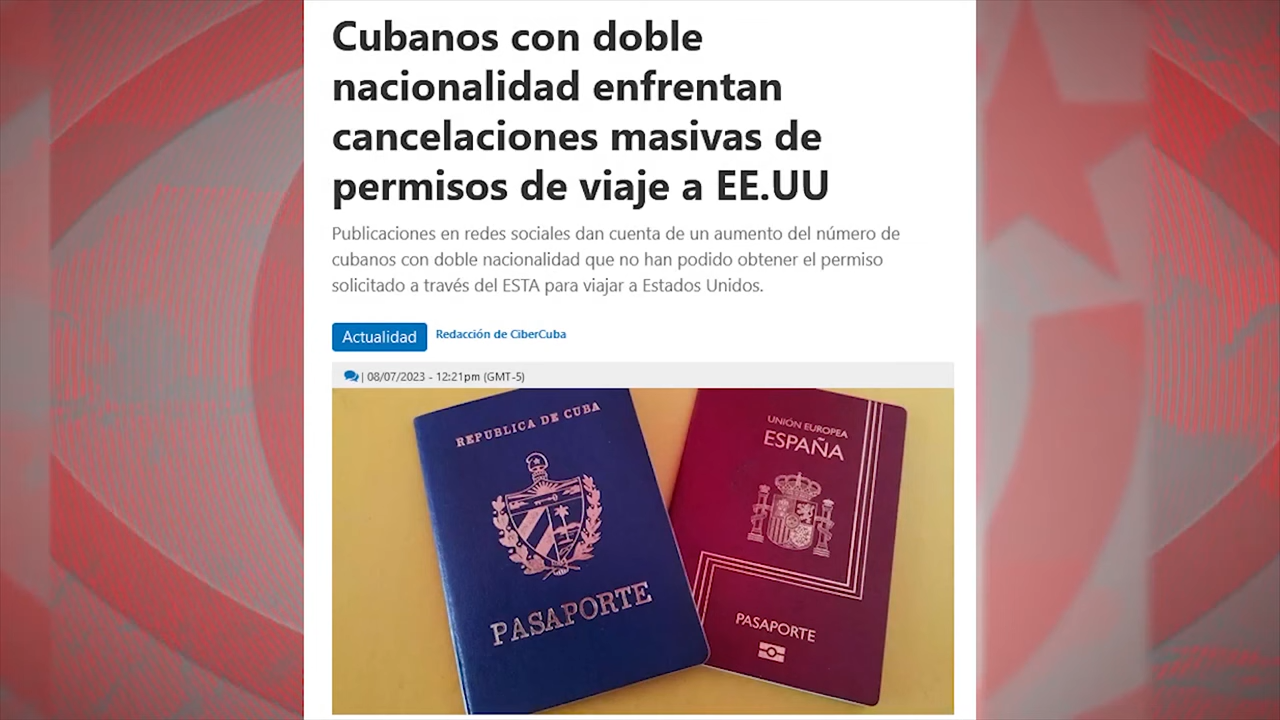 Cubanos con doble
nacionalidad enfrentan
cancelaciones masivas de
permisos de viaje a EE.UU
Publicaciones en redes sociales dan cuenta de un aumento del número de
cubanos con doble nacionalidad que no han podido obtener el permiso
solicitado a través del ESTA para viajar a Estados Unidos.
Actualidad
Redacción de CiberCuba
| 08/07/2023 - 12:21pm (GMT-5)
REPUBLICA DE CUBA
PASAPORTE
UNIÓN EUROPEA
ESPAÑA
PASAPORTE